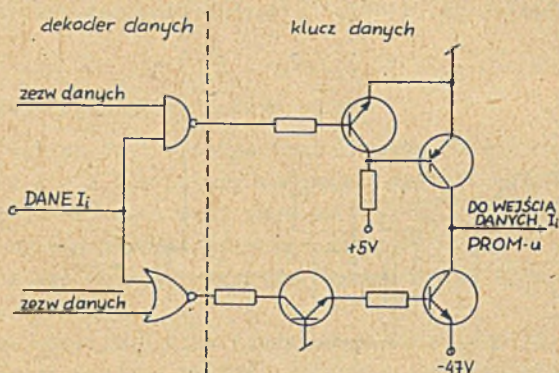 dekoder danych
klucz danych
zezw danych
DANE Ii
+5V
DO WEJŚCIA
DANYCH Ii
PROM-u
zezw danych
-47V